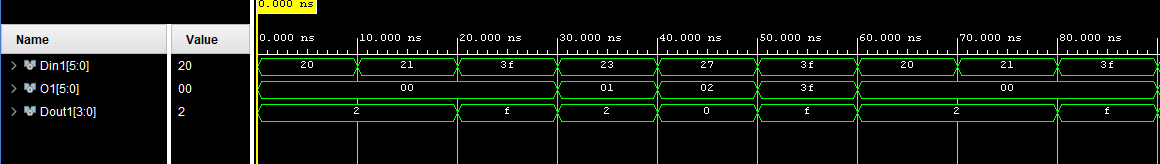 0.000 ns
Name Value 0.000 ns 10.000 ns 20.000 ns 30.000 ns 40.000 ns 50.000 ns 60.000 ns 70.000 ns 80.000 ns
Din1[5:0] 20 20 21 3f 23 27 3f 20 21 3f
O1[5:0] 00 00 01 02 3f 00
Dout1[3:0] 2 2 f 2 0 f 2 f